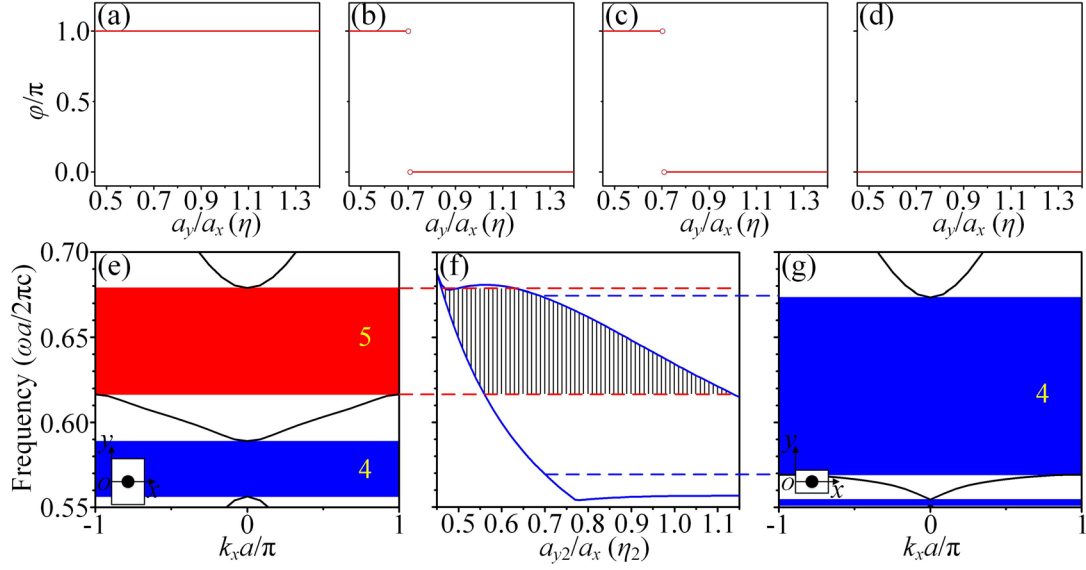 (a) (b) (c) (d)
1.0
φ/π
0.5
0.0
0.5 0.7 0.9 1.1 1.3 0.5 0.7 0.9 1.1 1.3 0.5 0.7 0.9 1.1 1.3 0.5 0.7 0.9 1.1 1.3
a_y/a_x (η) a_y/a_x (η) a_y/a_x (η) a_y/a_x (η)
0.70 (e) (f) (g)
5
0.65
Frequency (ωa/2πc)
4
0.60
y y
4
o x o x
0.55
-1 0 1 0.5 0.6 0.7 0.8 0.9 1.0 1.1 -1 0 1
k_xa/π a_y2/a_x (η_2) k_xa/π